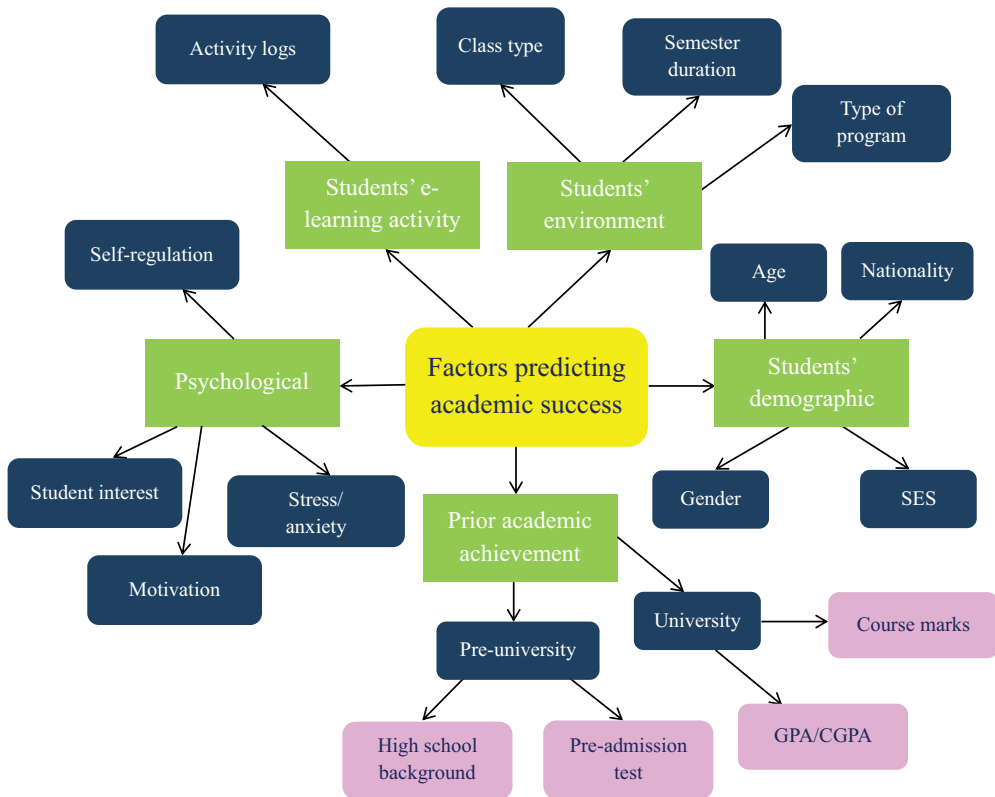 Activity logs
Class type
Semester
duration
Type of
program
Students’ e-
learning activity
Students’
environment
Self-regulation
Age
Nationality
Psychological
Factors predicting
academic success
Students’
demographic
Student interest
Stress/
anxiety
Gender
SES
Prior academic
achievement
Motivation
University
Course marks
Pre-university
High school
background
Pre-admission
test
GPA/CGPA